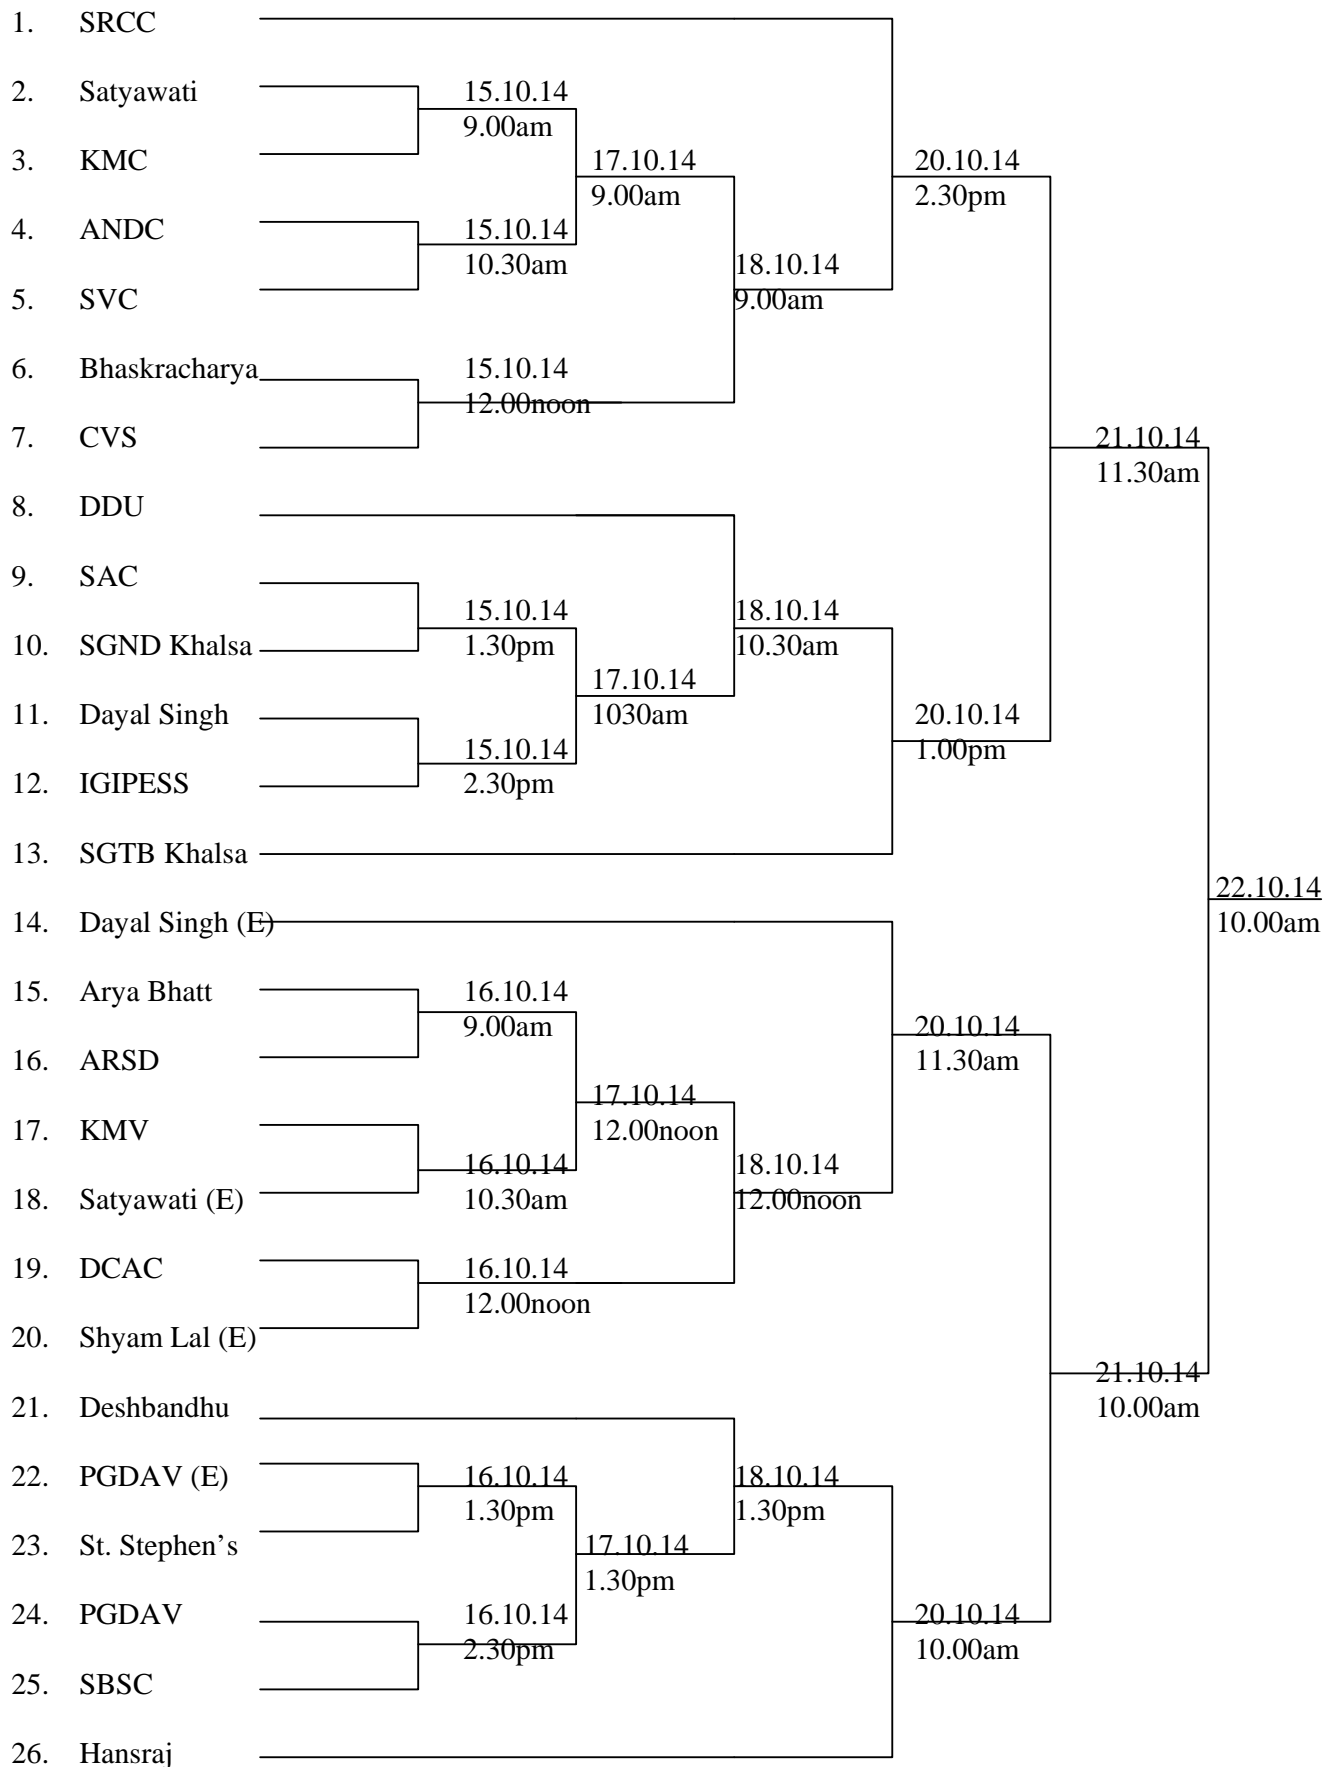 1. SRCC
2. Satyawati 15.10.14
9.00am
3. KMC 17.10.14 20.10.14
9.00am 2.30pm
4. ANDC 15.10.14
10.30am 18.10.14
5. SVC 9.00am
6. Bhaskracharya 15.10.14
12.00noon
7. CVS 21.10.14
11.30am
8. DDU
9. SAC
15.10.14 18.10.14
10. SGND Khalsa 1.30pm 10.30am
17.10.14
11. Dayal Singh 1030am 20.10.14
15.10.14 1.00pm
12. IGIPESS 2.30pm
13. SGTB Khalsa
22.10.14
14. Dayal Singh (E) 10.00am
15. Arya Bhatt 16.10.14
9.00am 20.10.14
16. ARSD 11.30am
17.10.14
17. KMV 12.00noon
16.10.14 18.10.14
18. Satyawati (E) 10.30am 12.00noon
19. DCAC 16.10.14
12.00noon
20. Shyam Lal (E)
21.10.14
21. Deshbandhu 10.00am
22. PGDAV (E) 16.10.14 18.10.14
1.30pm 1.30pm
23. St. Stephen’s 17.10.14
1.30pm
24. PGDAV 16.10.14 20.10.14
2.30pm 10.00am
25. SBSC
26. Hansraj